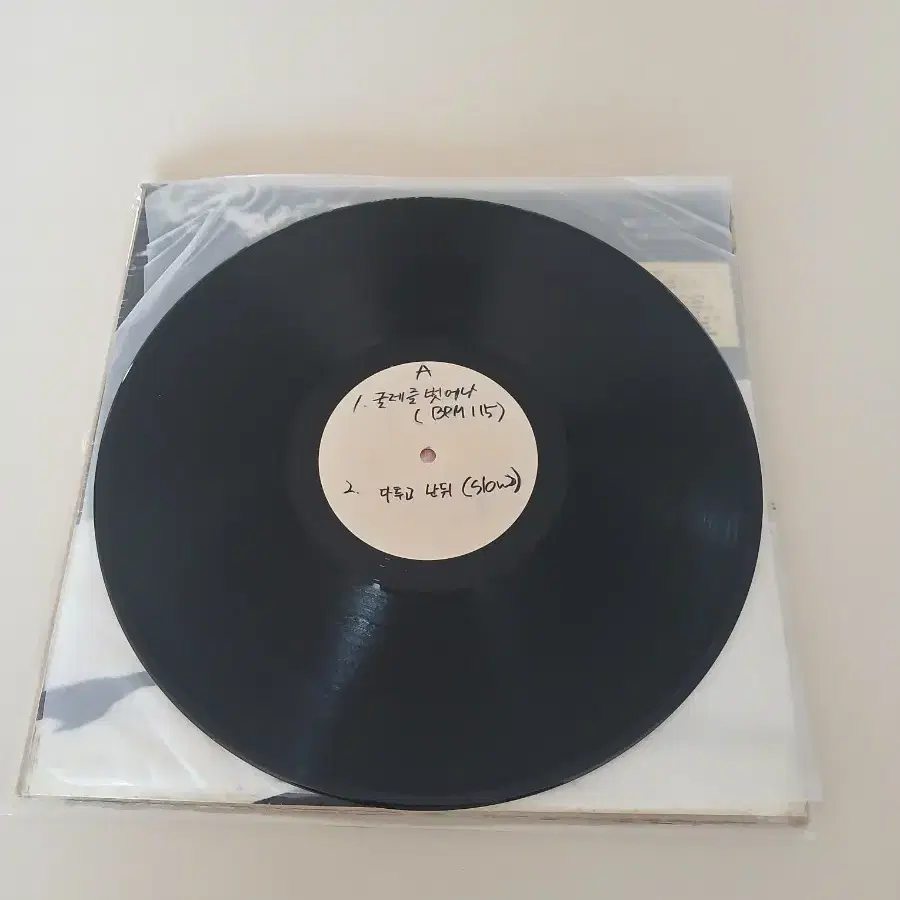 A
1. 굴레를 벗어나
(BPM 115)
2. 다투고 난뒤 (Slow)